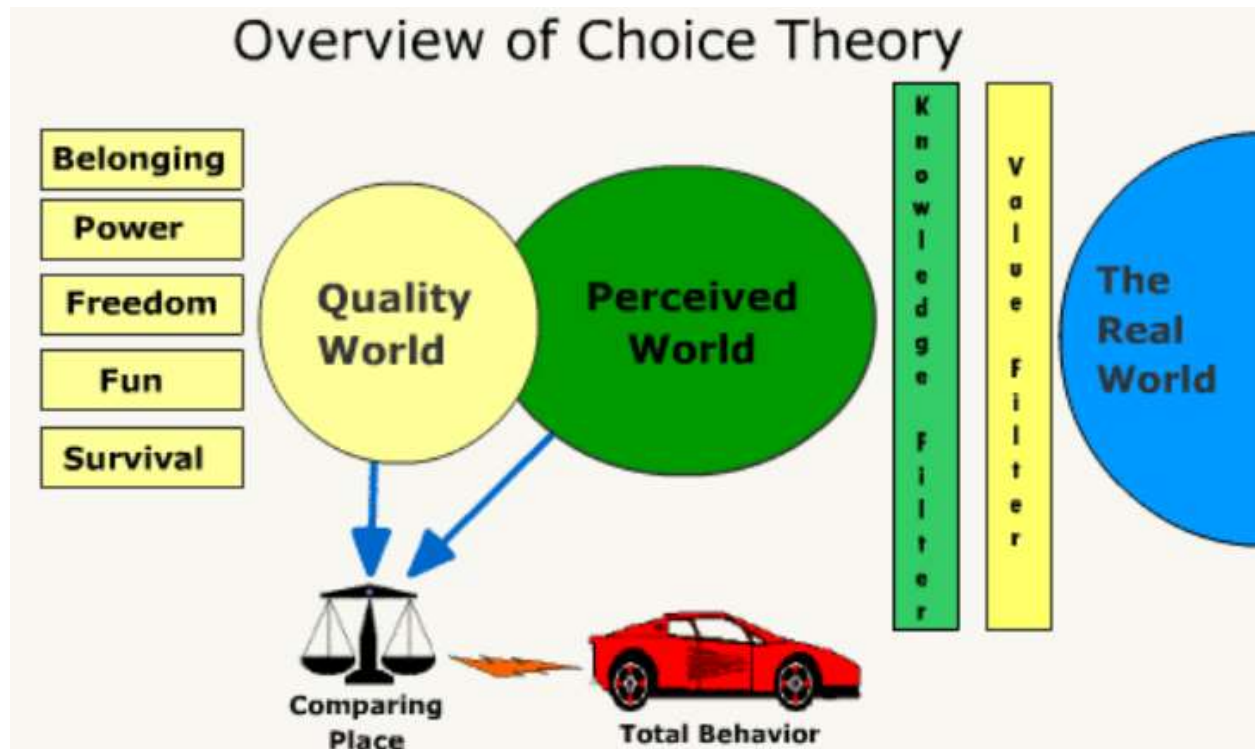 Overview of Choice Theory
Belonging
Power
Freedom
Fun
Survival
Quality
World
Perceived
World
Knowledge Filter
Value Filter
The
Real
World
Comparing
Place
Total Behavior